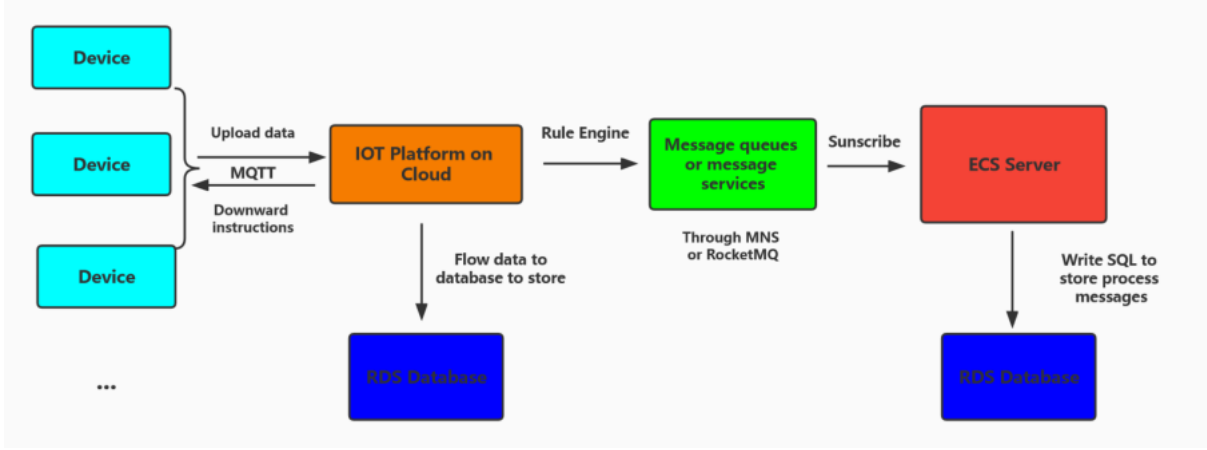 Device
Device
Device
...
Upload data
MQTT
Downward
instructions
IOT Platform on
Cloud
Flow data to
database to store
RDS Database
Rule Engine
Message queues
or message
services
Through MNS
or RocketMQ
Sunscribe
ECS Server
Write SQL to
store process
messages
RDS Database